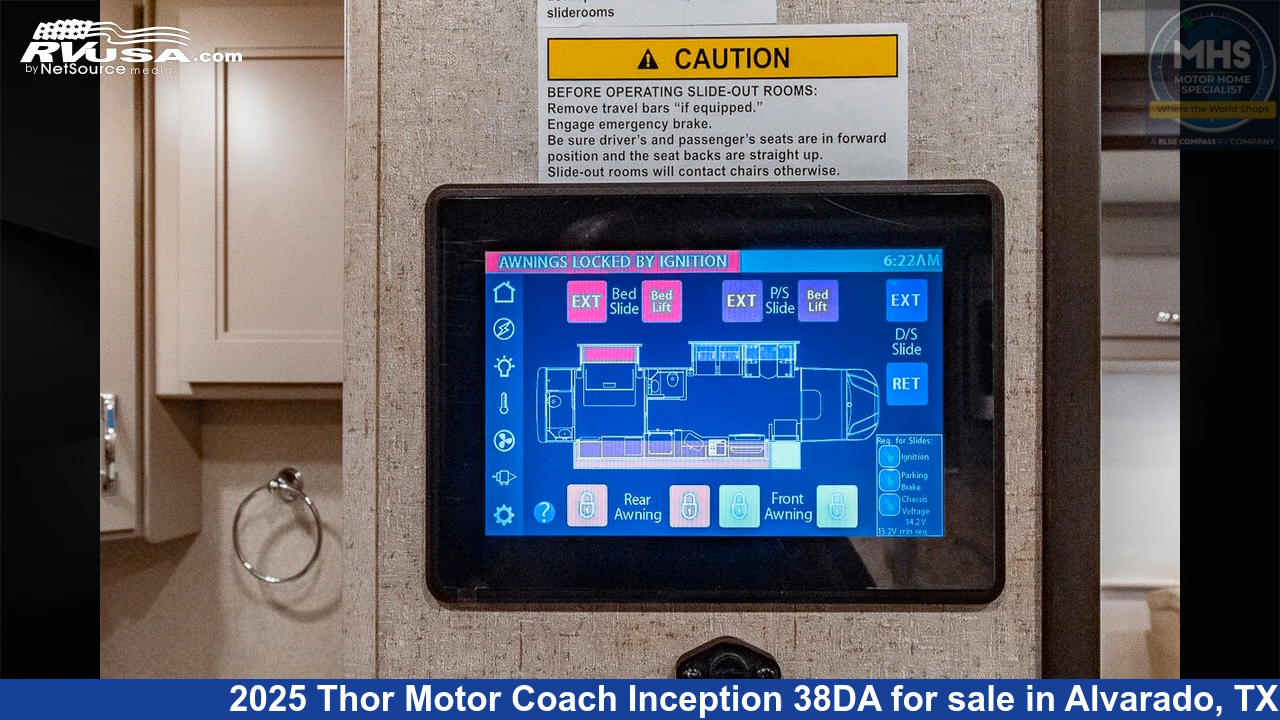 RVUSA.com
by NetSource media
sliderooms
CAUTION
BEFORE OPERATING SLIDE-OUT ROOMS:
Remove travel bars “if equipped.”
Engage emergency brake.
Be sure driver’s and passenger’s seats are in forward
position and the seat backs are straight up.
Slide-out rooms will contact chairs otherwise.
MHS
MOTOR HOME
SPECIALIST
Where the World Shops
A BLUE COMPASS RV COMPANY
AWNINGS LOCKED BY IGNITION
6:22AM
EXT
Bed
Slide
Bed
Lift
EXT
P/S
Slide
Bed
Lift
EXT
D/S
Slide
RET
Req. for Slides:
Ignition
Parking
Brake
Chassis
Voltage
14.2V
13.2V min req.
?
Rear
Awning
Front
Awning
2025 Thor Motor Coach Inception 38DA for sale in Alvarado, TX